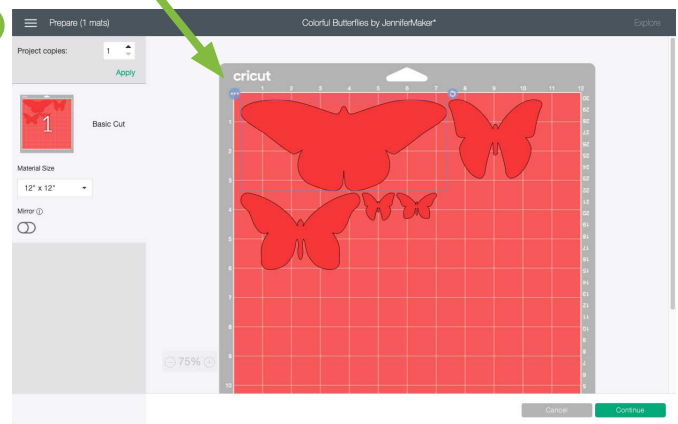 Prepare (1 mats)
Colorful Butterflies by JenniferMaker*
Explore
Project copies:
1
Apply
1
Basic Cut
Material Size
12" x 12"
Mirror
75%
cricut
1 2 3 4 5 6 7 8 9 10 11 12
1
2
3
4
5
6
7
8
9
10
Cancel
Continue